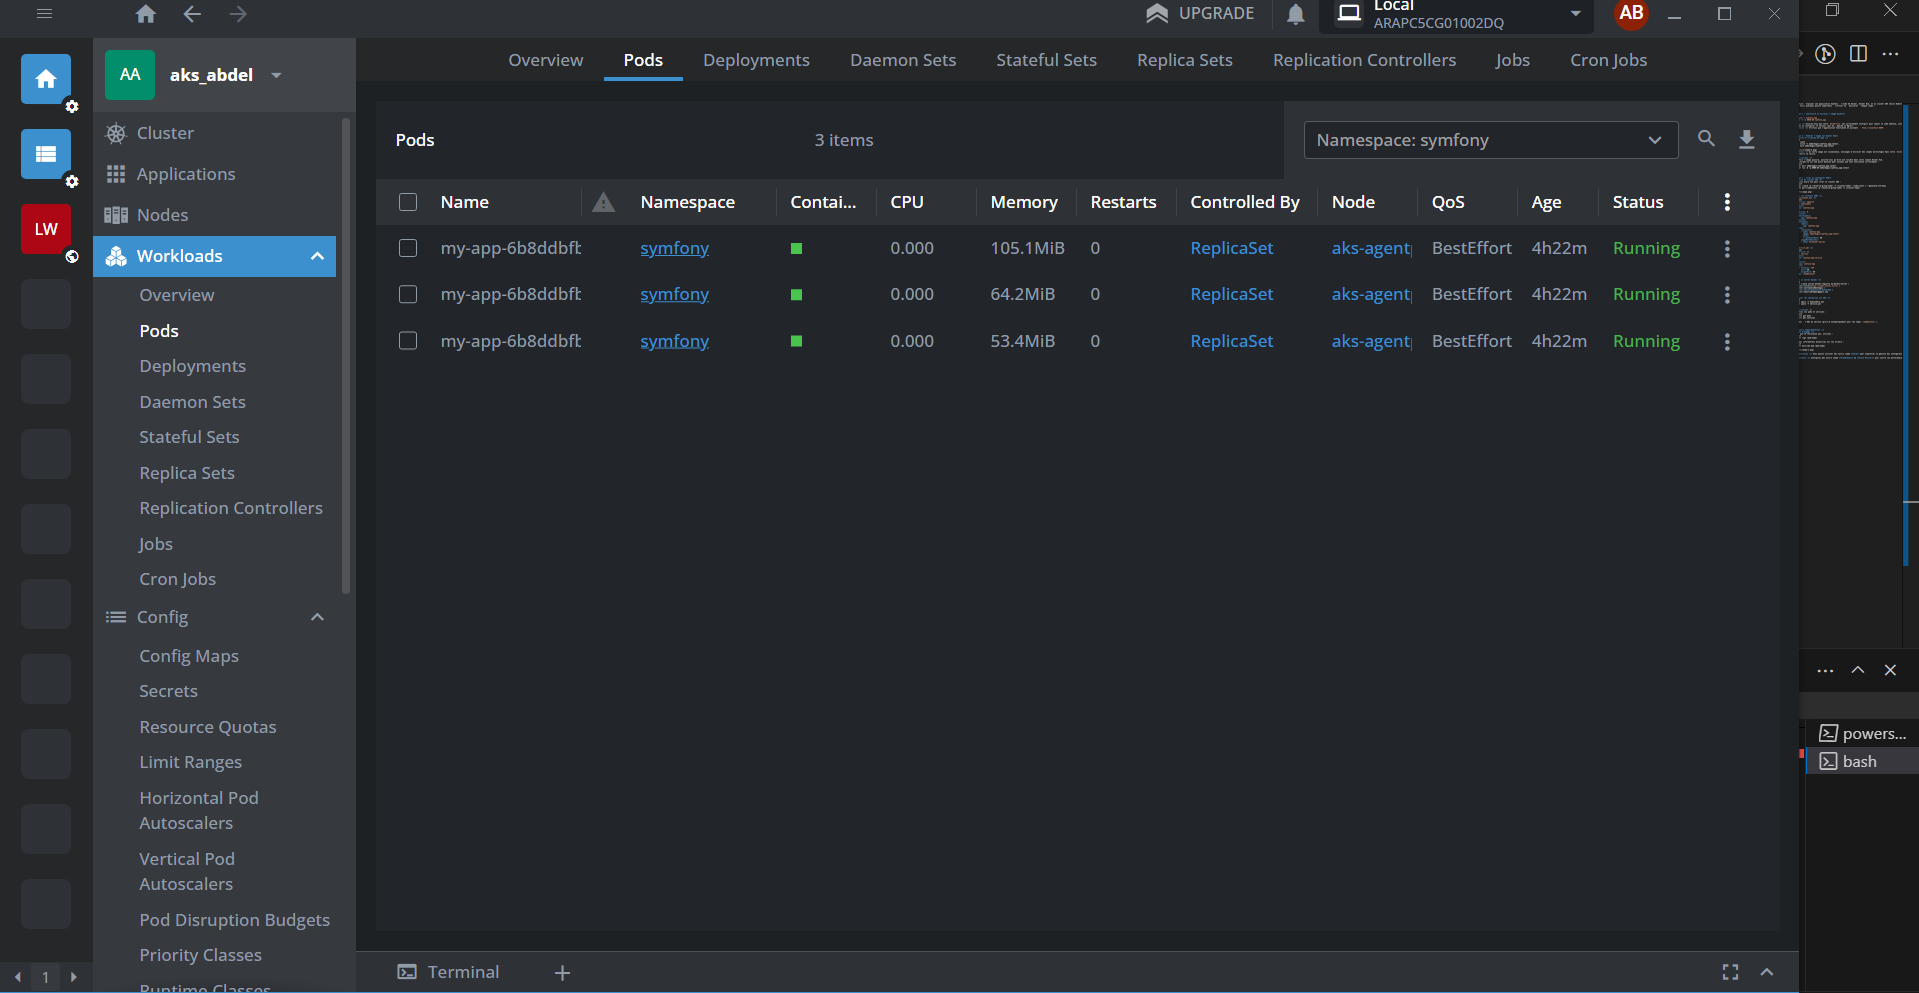 UPGRADE
Local
ARAPC5CG01002DQ
AB
AA
aks_abdel
LW
1
Cluster
Applications
Nodes
Workloads
Overview
Pods
Deployments
Daemon Sets
Stateful Sets
Replica Sets
Replication Controllers
Jobs
Cron Jobs
Config
Config Maps
Secrets
Resource Quotas
Limit Ranges
Horizontal Pod
Autoscalers
Vertical Pod
Autoscalers
Pod Disruption Budgets
Priority Classes
Runtime Classes
Overview Pods Deployments Daemon Sets Stateful Sets Replica Sets Replication Controllers Jobs Cron Jobs
Pods 3 items Namespace: symfony
Name Namespace Contai... CPU Memory Restarts Controlled By Node QoS Age Status
my-app-6b8ddbfb symfony 0.000 105.1MiB 0 ReplicaSet aks-agent BestEffort 4h22m Running
my-app-6b8ddbfb symfony 0.000 64.2MiB 0 ReplicaSet aks-agent BestEffort 4h22m Running
my-app-6b8ddbfb symfony 0.000 53.4MiB 0 ReplicaSet aks-agent BestEffort 4h22m Running
Terminal +
powers...
bash